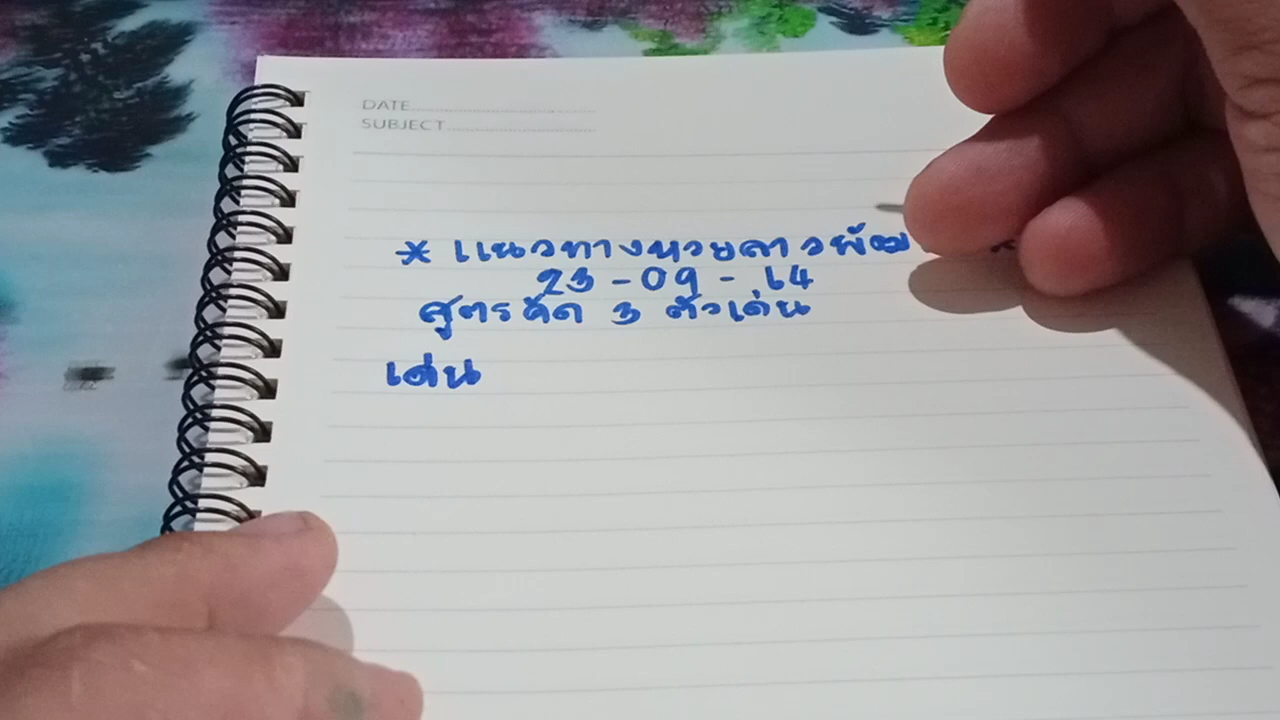 DATE
SUBJECT
* แนวทางหวยลาวพัฒ
23-09-64
สูตรคัด 3 ตัวเด่น
เด่น